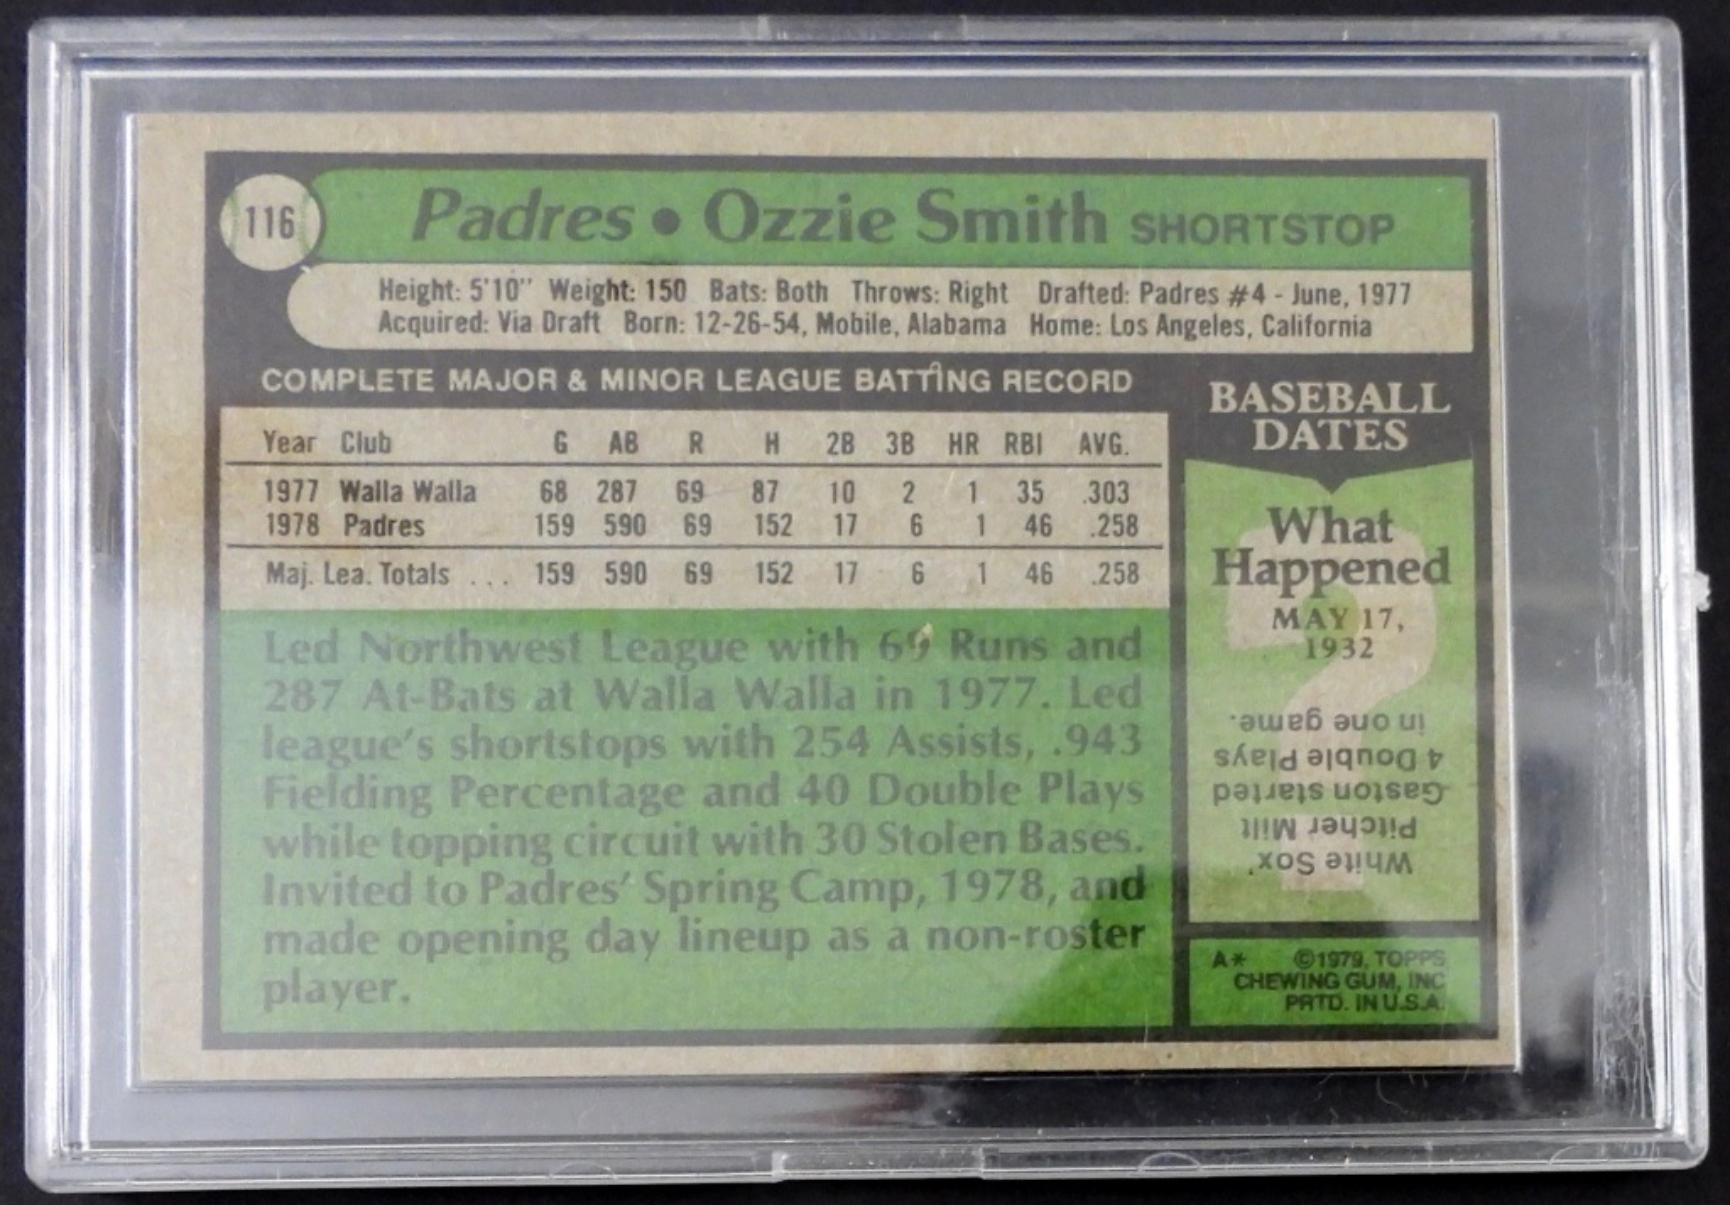 116
Padres • Ozzie Smith SHORTSTOP
Height: 5'10" Weight: 150 Bats: Both Throws: Right Drafted: Padres #4 - June, 1977
Acquired: Via Draft Born: 12-26-54, Mobile, Alabama Home: Los Angeles, California
COMPLETE MAJOR & MINOR LEAGUE BATTING RECORD
Year Club G AB R H 2B 3B HR RBI AVG.
1977 Walla Walla 68 287 69 87 10 2 1 35 .303
1978 Padres 159 590 69 152 17 6 1 46 .258
Maj. Lea. Totals ... 159 590 69 152 17 6 1 46 .258
Led Northwest League with 69 Runs and
287 At-Bats at Walla Walla in 1977. Led
league's shortstops with 254 Assists, .943
Fielding Percentage and 40 Double Plays
while topping circuit with 30 Stolen Bases.
Invited to Padres' Spring Camp, 1978, and
made opening day lineup as a non-roster
player.
BASEBALL
DATES
What
Happened
MAY 17,
1932
White Sox'
Pitcher Milt
Gaston started
4 Double Plays
in one game.
A* ©1979, TOPPS
CHEWING GUM, INC
PRTD. IN U.S.A.